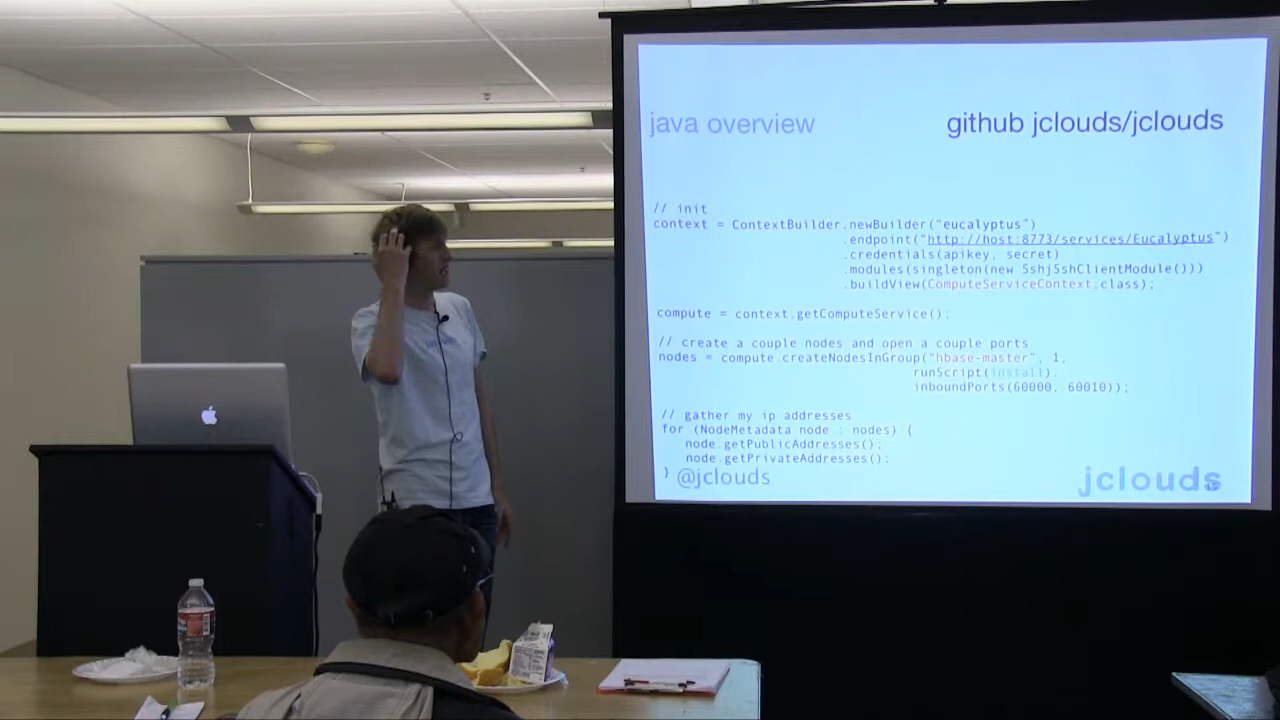 java overview
github jclouds/jclouds
// init
context = ContextBuilder.newBuilder("eucalyptus")
.endpoint("http://host:8773/services/Eucalyptus")
.credentials(apikey, secret)
.modules(singleton(new SshjSshClientModule()))
.buildView(ComputeServiceContext.class);
compute = context.getComputeService();
// create a couple nodes and open a couple ports
nodes = compute.createNodesInGroup("hbase-master", 1,
runScript(install).
inboundPorts(60000, 60010));
// gather my ip addresses
for (NodeMetadata node : nodes) {
node.getPublicAddresses();
node.getPrivateAddresses();
}
@jclouds
jclouds